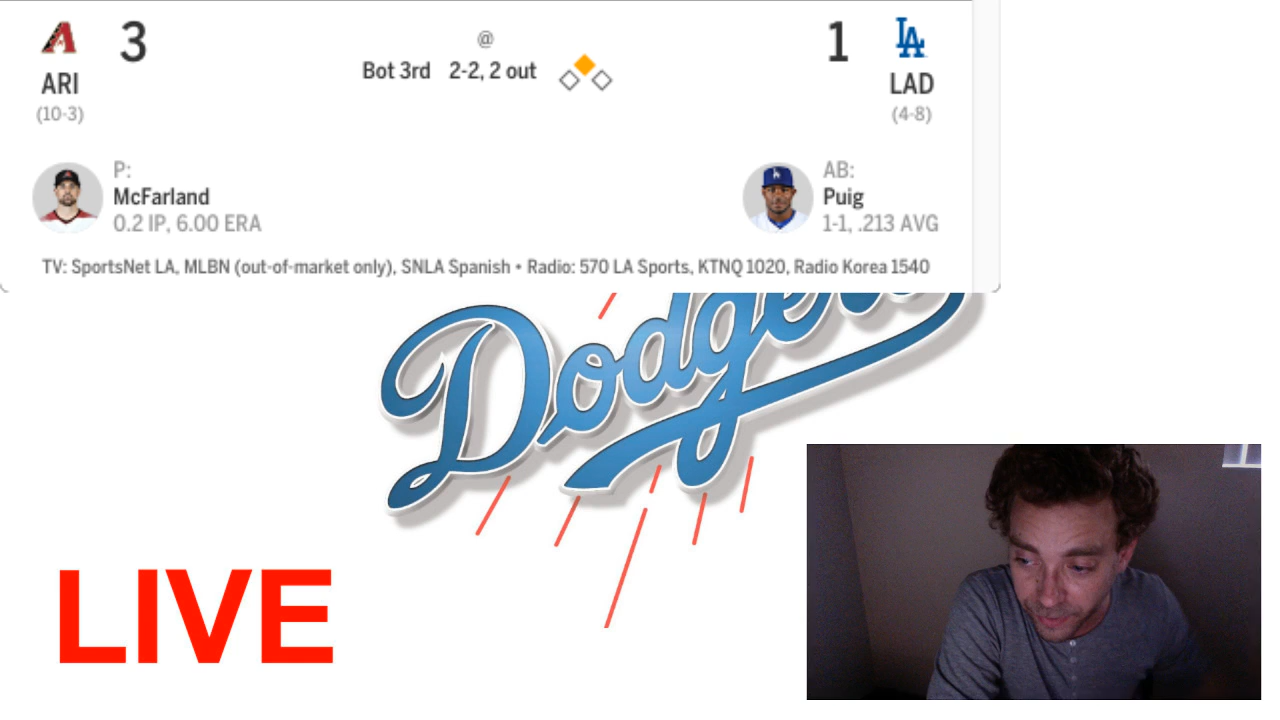 3
@
1
Bot 3rd 2-2, 2 out
ARI
LAD
(10-3)
(4-8)
P:
McFarland
0.2 IP, 6.00 ERA
AB:
Puig
1-1, .213 AVG
TV: SportsNet LA, MLBN (out-of-market only), SNLA Spanish • Radio: 570 LA Sports, KTNQ 1020, Radio Korea 1540
Dodgers
LIVE